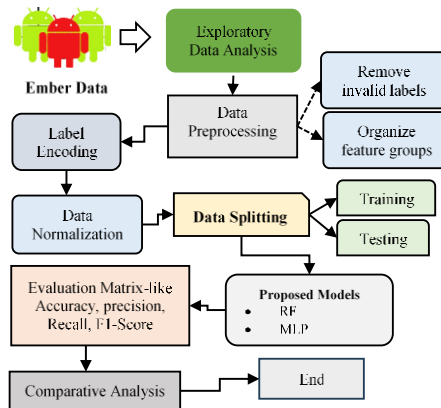 Ember Data
Exploratory
Data Analysis
Remove
invalid labels
Data
Preprocessing
Organize
feature groups
Label
Encoding
Data
Normalization
Data Splitting
Training
Testing
Evaluation Matrix-like
Accuracy, precision,
Recall, F1-Score
Proposed Models
• RF
• MLP
Comparative Analysis
End